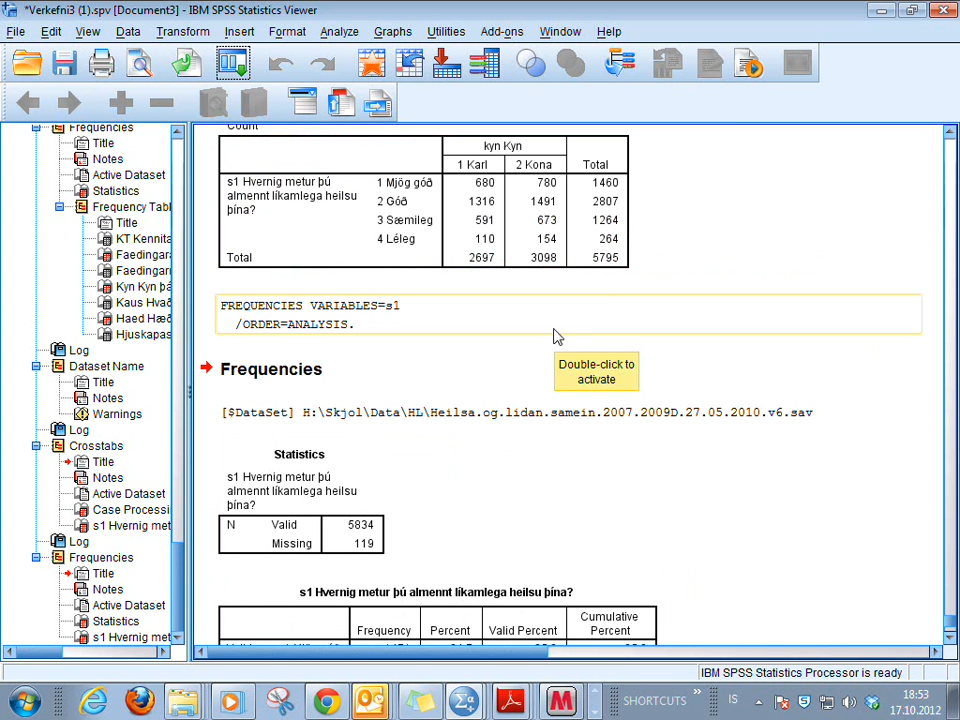 *Verkefni3 (1).spv [Document3] - IBM SPSS Statistics Viewer
File Edit View Data Transform Insert Format Analyze Graphs Utilities Add-ons Window Help
Frequencies
Title
Notes
Active Dataset
Statistics
Frequency Tabl
Title
KT Kennita
Faedingara
Faedingarn
Kyn Kyn þá
Kaus Hvað
Haed Hæð
Hjuskapas
Log
Dataset Name
Title
Notes
Warnings
Log
Crosstabs
Title
Notes
Active Dataset
Case Processi
s1 Hvernig met
Log
Frequencies
Title
Notes
Active Dataset
Statistics
s1 Hvernig met
Count
kyn Kyn
1 Karl 2 Kona Total
s1 Hvernig metur þú almennt líkamlega heilsu þína?
1 Mjög góð 680 780 1460
2 Góð 1316 1491 2807
3 Sæmileg 591 673 1264
4 Léleg 110 154 264
Total 2697 3098 5795
FREQUENCIES VARIABLES=s1
/ORDER=ANALYSIS.
Double-click to
activate
Frequencies
[$DataSet] H:\Skjol\Data\HL\Heilsa.og.lidan.samein.2007.2009D.27.05.2010.v6.sav
Statistics
s1 Hvernig metur þú
almennt líkamlega heilsu
þína?
N Valid 5834
Missing 119
s1 Hvernig metur þú almennt líkamlega heilsu þína?
Frequency Percent Valid Percent Cumulative Percent
IBM SPSS Statistics Processor is ready
SHORTCUTS » IS 18:53
17.10.2012